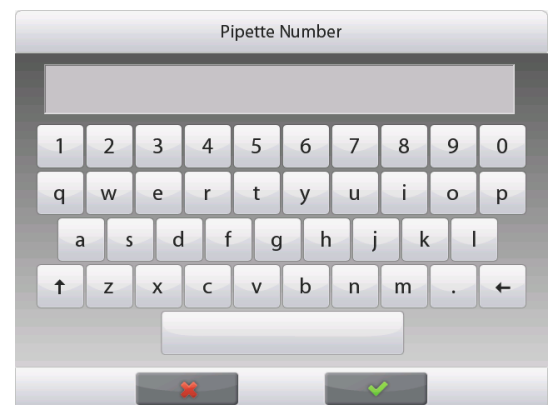 Pipette Number
1 2 3 4 5 6 7 8 9 0
q w e r t y u i o p
a s d f g h j k l
↑ z x c v b n m . ←